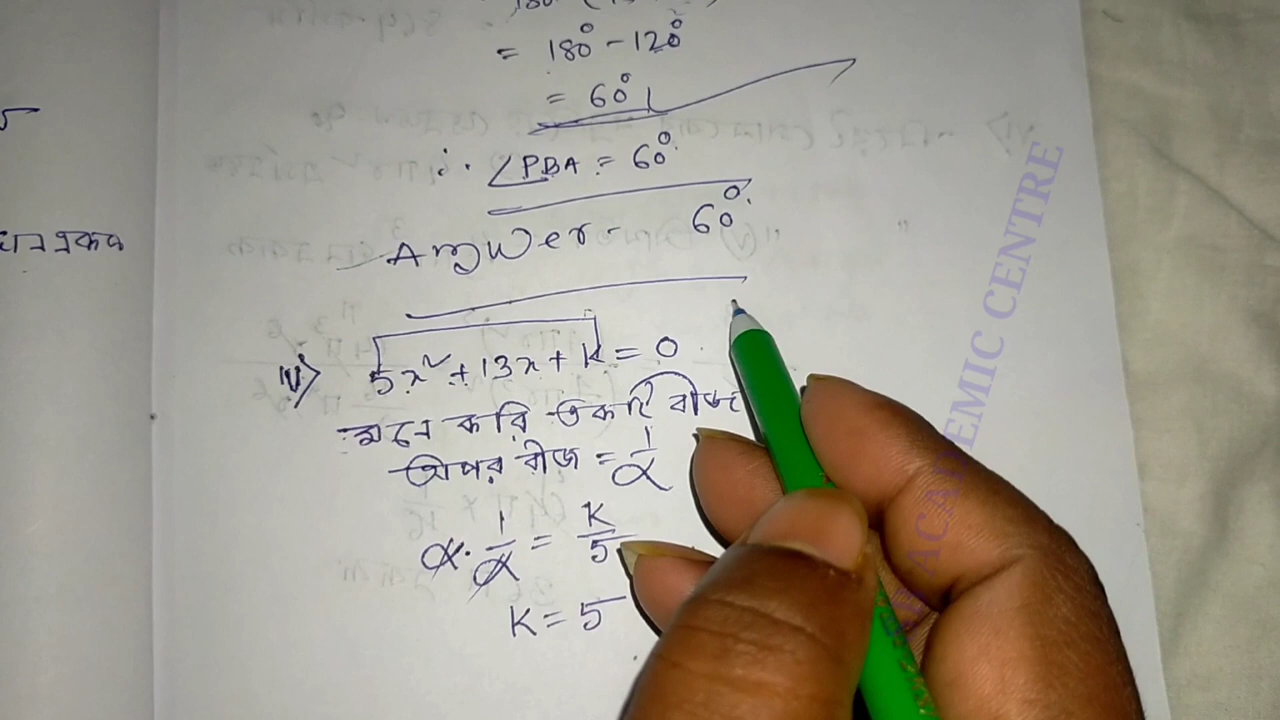 = 180° - 120°
= 60°
∴ ∠PBA = 60°
Answer - 60°
IV> 5x² + 13x + K = 0
মনে করি একটি বীজ
অপর বীজ = 1/α
α · 1/α = K/5
K = 5
ACADEMIC CENTRE